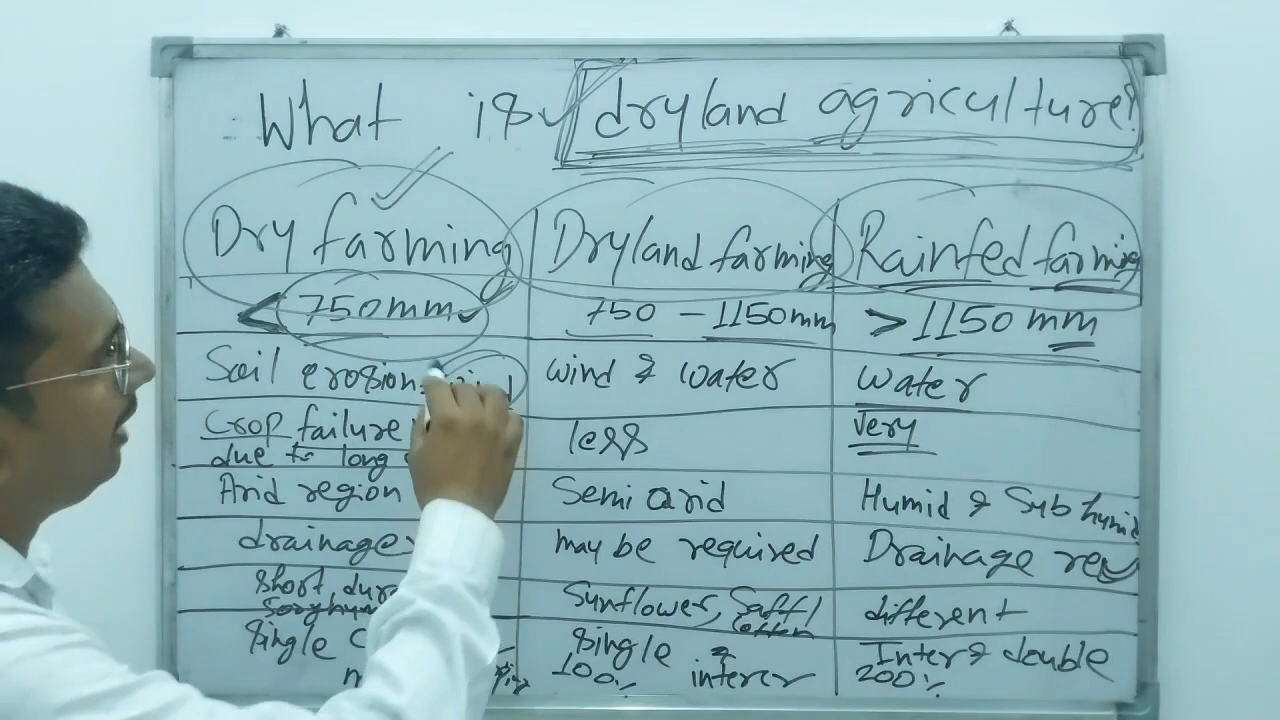 What is dryland agriculture?
Dry farming Dryland farming Rainfed farming
< 750mm 750 - 1150mm > 1150 mm
Soil erosion wind & water water
Crop failure less very
due to long
Arid region Semi arid Humid & Sub humid
drainage may be required Drainage req
Short dur Sunflower, Saff different
Sorghum cotton
Single C Single & interer Inter & double
100% 200%